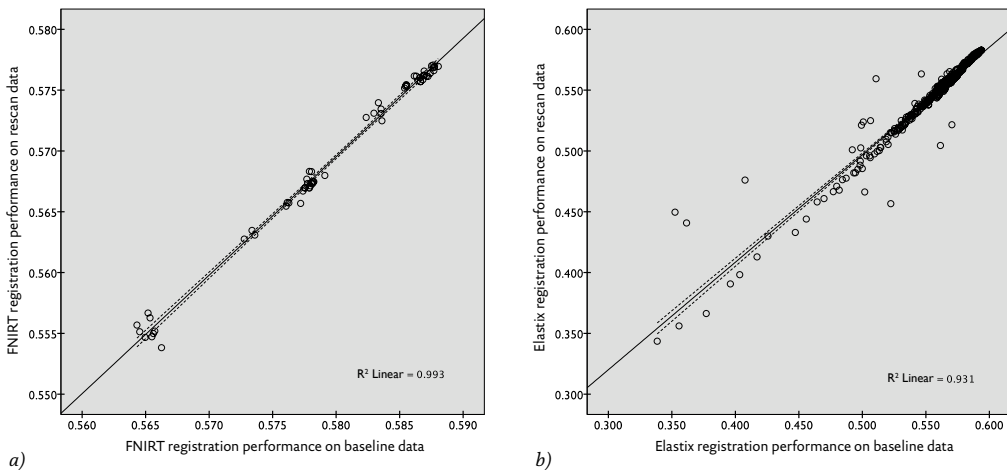 FNIRT registration performance on rescan data
0.580
0.575
0.570
0.565
0.560
0.555
0.550
R² Linear = 0.993
0.560 0.565 0.570 0.575 0.580 0.585 0.590
FNIRT registration performance on baseline data
a)
Elastix registration performance on rescan data
0.600
0.550
0.500
0.450
0.400
0.350
0.300
R² Linear = 0.931
0.300 0.350 0.400 0.450 0.500 0.550 0.600
Elastix registration performance on baseline data
b)